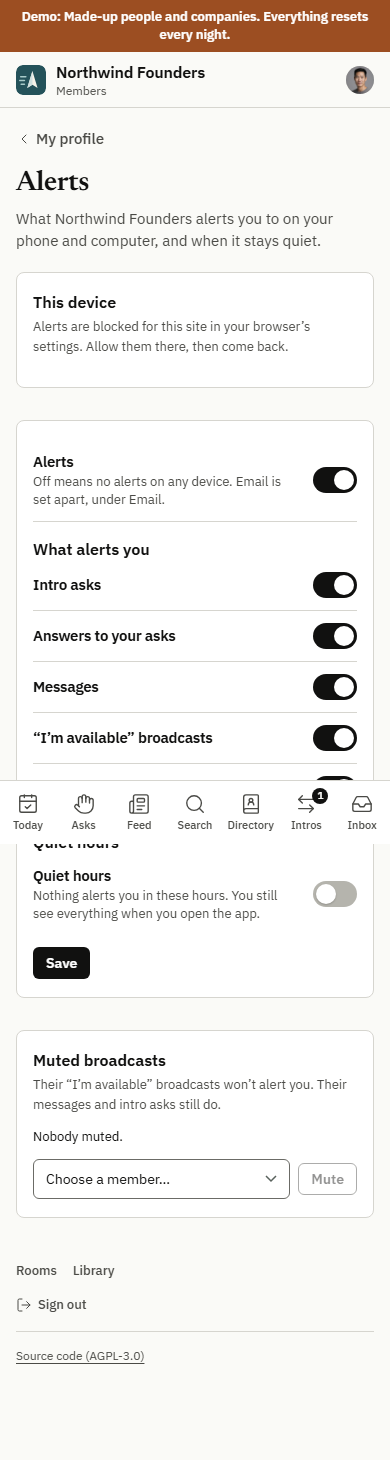 Demo: Made-up people and companies. Everything resets
every night.
Northwind Founders
Members
My profile
Alerts
What Northwind Founders alerts you to on your
phone and computer, and when it stays quiet.
This device
Alerts are blocked for this site in your browser’s
settings. Allow them there, then come back.
Alerts
Off means no alerts on any device. Email is
set apart, under Email.
What alerts you
Intro asks
Answers to your asks
Messages
“I’m available” broadcasts
1
Today
Asks
Feed
Search
Directory
Intros
Inbox
Quiet hours
Quiet hours
Nothing alerts you in these hours. You still
see everything when you open the app.
Save
Muted broadcasts
Their “I’m available” broadcasts won’t alert you. Their
messages and intro asks still do.
Nobody muted.
Choose a member...
Mute
Rooms
Library
Sign out
Source code (AGPL-3.0)